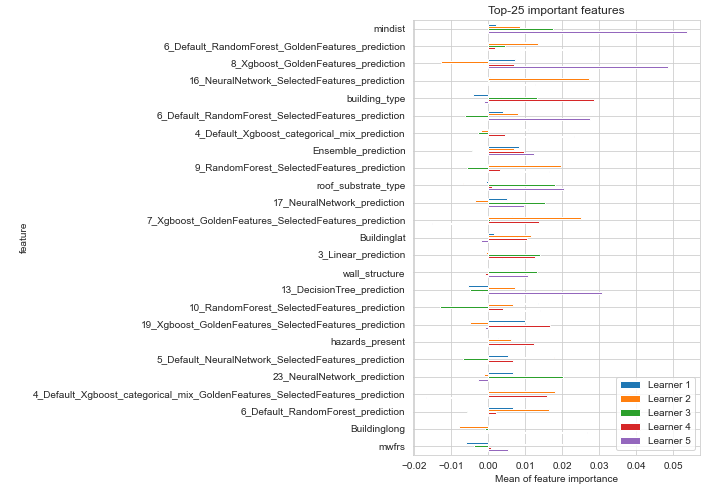 Top-25 important features
mindist
6_Default_RandomForest_GoldenFeatures_prediction
8_Xgboost_GoldenFeatures_prediction
16_NeuralNetwork_SelectedFeatures_prediction
building_type
6_Default_RandomForest_SelectedFeatures_prediction
4_Default_Xgboost_categorical_mix_prediction
Ensemble_prediction
9_RandomForest_SelectedFeatures_prediction
roof_substrate_type
17_NeuralNetwork_prediction
7_Xgboost_GoldenFeatures_SelectedFeatures_prediction
Buildinglat
3_Linear_prediction
wall_structure
13_DecisionTree_prediction
10_RandomForest_SelectedFeatures_prediction
19_Xgboost_GoldenFeatures_SelectedFeatures_prediction
hazards_present
5_Default_NeuralNetwork_SelectedFeatures_prediction
23_NeuralNetwork_prediction
4_Default_Xgboost_categorical_mix_GoldenFeatures_SelectedFeatures_prediction
6_Default_RandomForest_prediction
Buildinglong
mwfrs
feature
Learner 1
Learner 2
Learner 3
Learner 4
Learner 5
−0.02 −0.01 0.00 0.01 0.02 0.03 0.04 0.05
Mean of feature importance